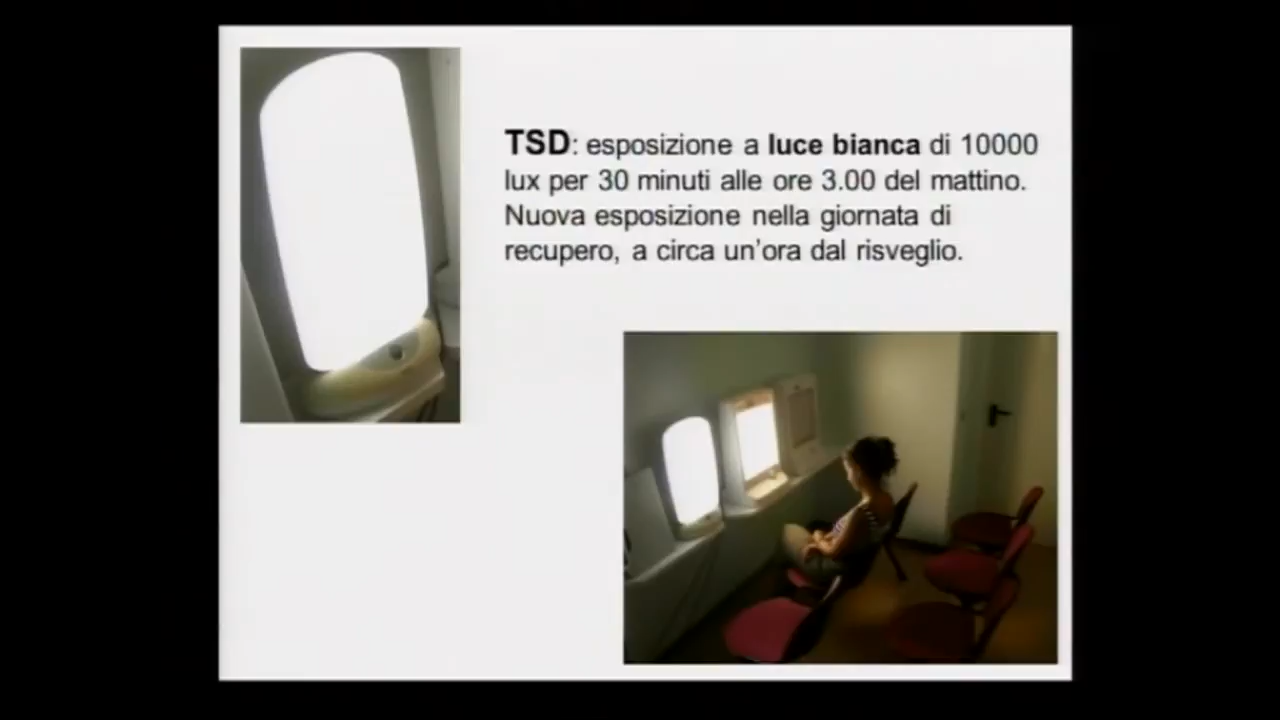 TSD: esposizione a luce bianca di 10000
lux per 30 minuti alle ore 3.00 del mattino.
Nuova esposizione nella giornata di
recupero, a circa un'ora dal risveglio.